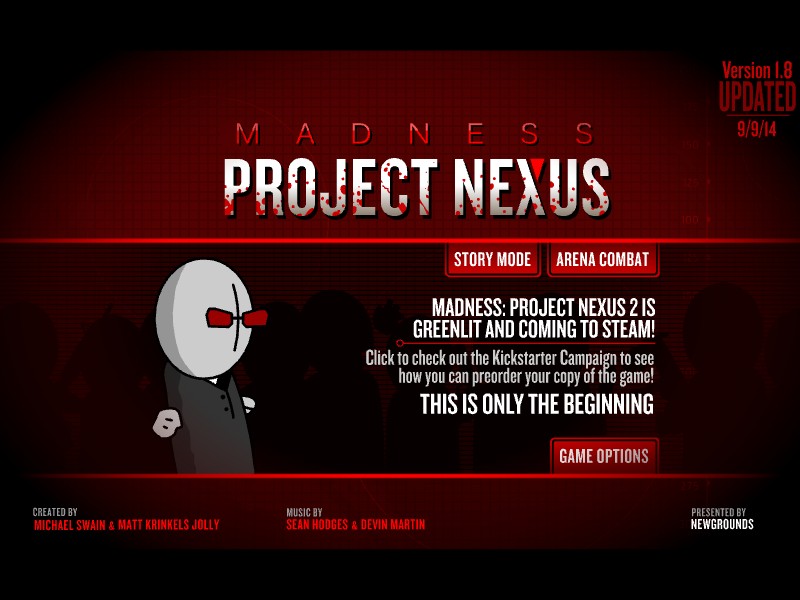 Version 1.8
UPDATED
9/9/14
MADNESS
PROJECT NEXUS
STORY MODE
ARENA COMBAT
MADNESS: PROJECT NEXUS 2 IS
GREENLIT AND COMING TO STEAM!
Click to check out the Kickstarter Campaign to see
how you can preorder your copy of the game!
THIS IS ONLY THE BEGINNING
GAME OPTIONS
CREATED BY
MICHAEL SWAIN & MATT KRINKELS JOLLY
MUSIC BY
SEAN HODGES & DEVIN MARTIN
PRESENTED BY
NEWGROUNDS